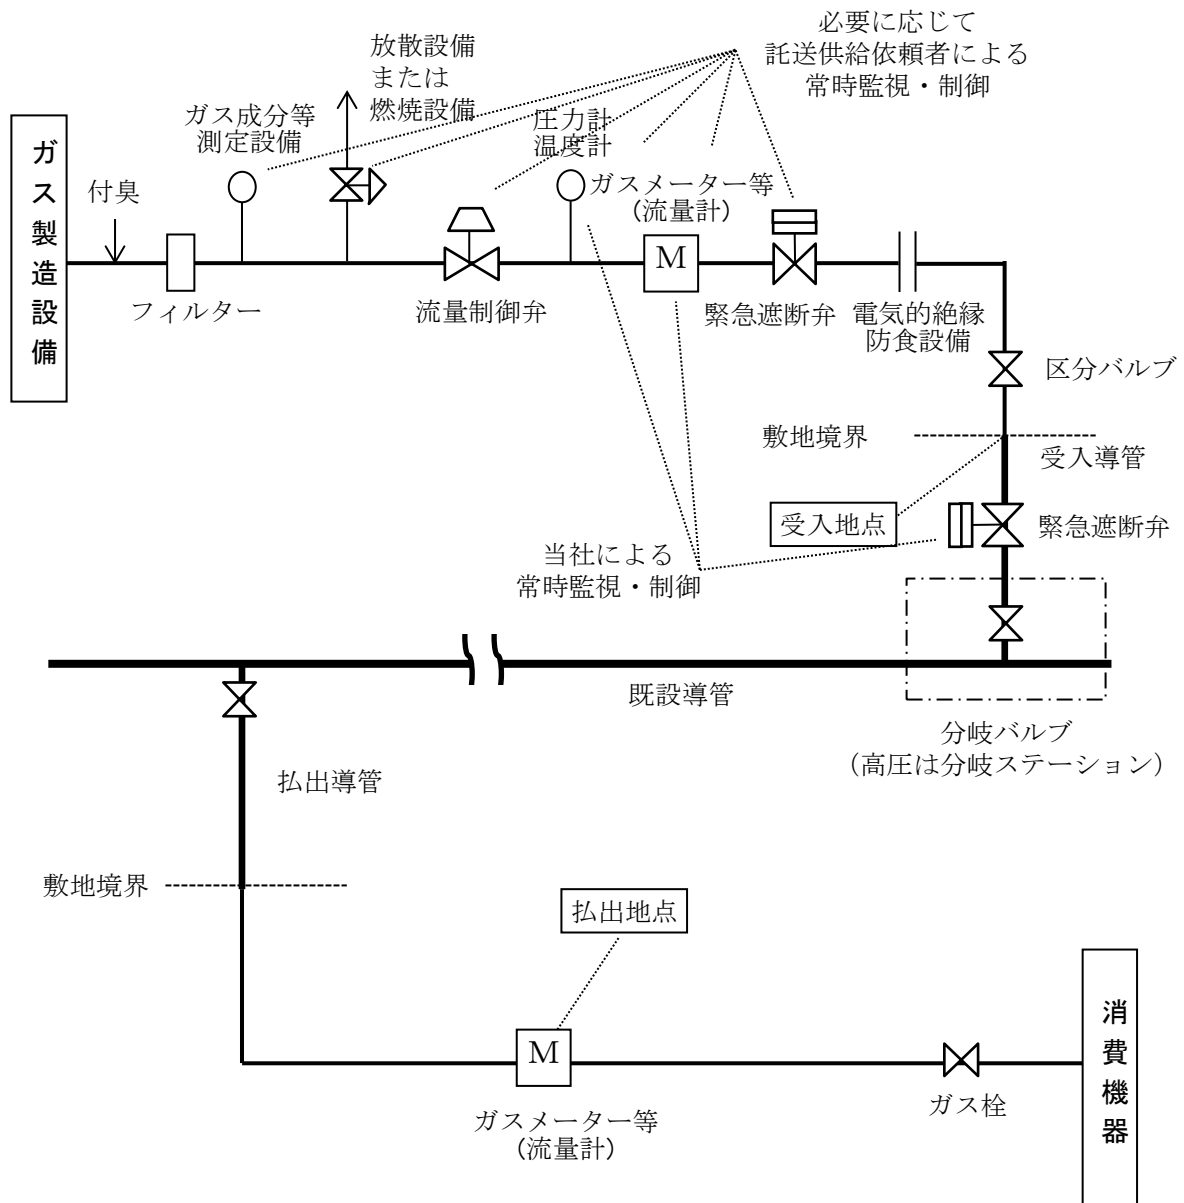 必要に応じて
託送供給依頼者による
常時監視・制御
放散設備
または
燃焼設備
ガス成分等
測定設備
圧力計
温度計
ガス製造設備
付臭
ガスメーター等
(流量計)
M
フィルター
流量制御弁
緊急遮断弁
電気的絶縁
防食設備
区分バルブ
敷地境界
受入導管
受入地点
緊急遮断弁
当社による
常時監視・制御
既設導管
分岐バルブ
（高圧は分岐ステーション）
払出導管
敷地境界
払出地点
消費機器
M
ガス栓
ガスメーター等
(流量計)